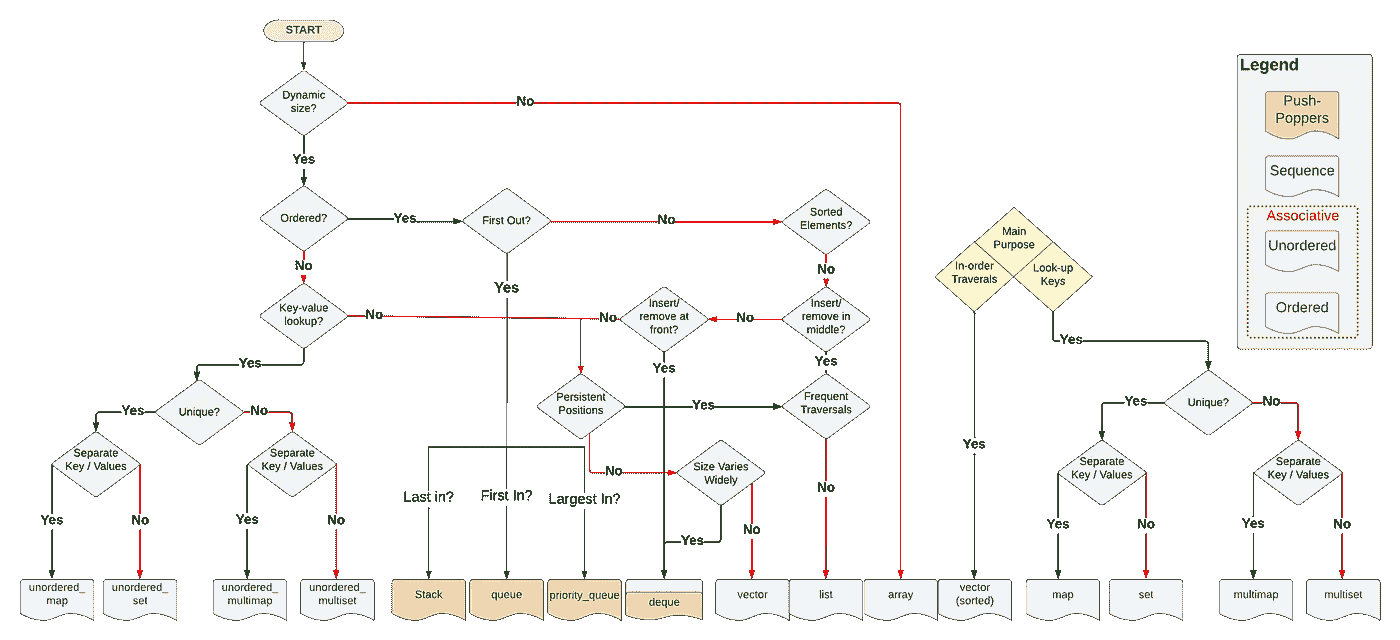 START
Legend
Push-
Poppers
Sequence
Associative
Unordered
Ordered
Dynamic
size?
No
Yes
Ordered?
Yes
First Out?
No
Sorted
Elements?
No
Yes
No
Main
Purpose
In-order
Traverals
Look-up
Keys
Key-value
lookup?
No
No
Insert/
remove at
front?
No
Insert/
remove in
middle?
Yes
Yes
Yes
Yes
Unique?
Yes
No
Persistent
Positions
Yes
Frequent
Traversals
Yes
Unique?
Yes
No
Separate
Key / Values
Separate
Key / Values
No
Size Varies
Widely
Separate
Key / Values
Separate
Key / Values
Last in?
First In?
Largest In?
No
Yes
Yes
No
Yes
No
Yes
No
Yes
No
Yes
No
unordered_
map
unordered_
set
unordered_
multimap
unordered_
multiset
Stack
queue
priority_queue
deque
vector
list
array
vector
(sorted)
map
set
multimap
multiset